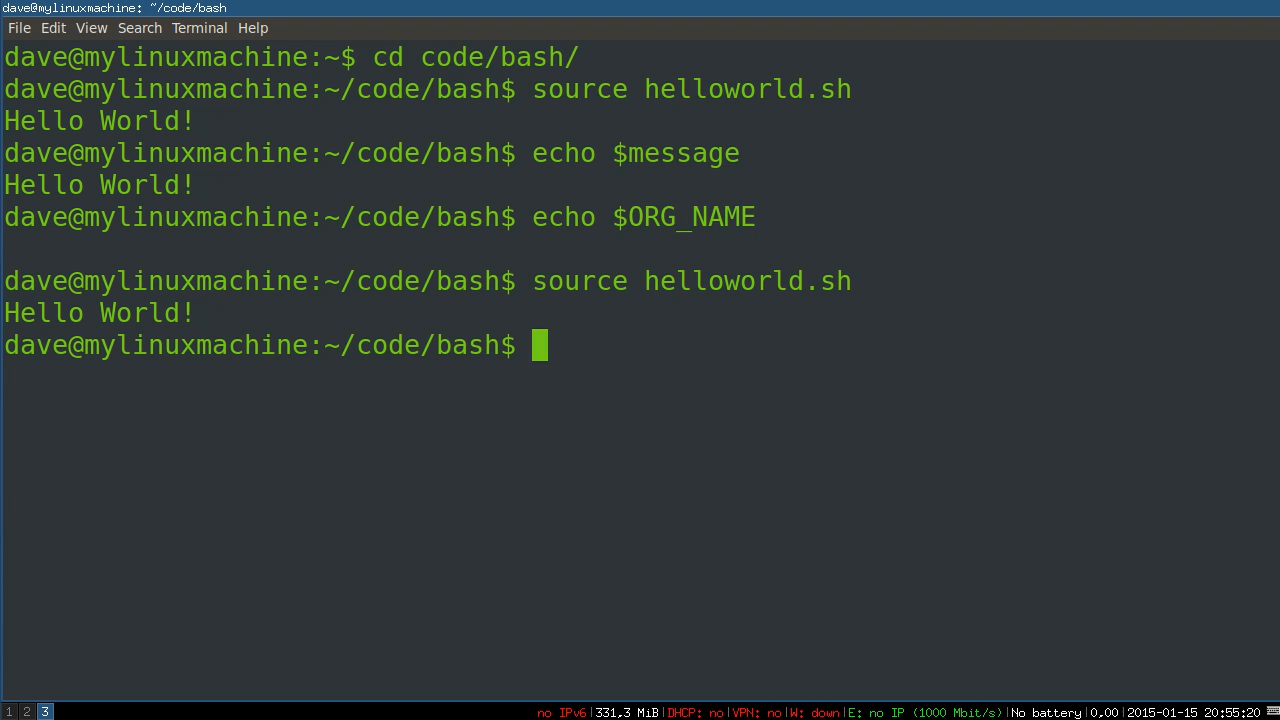 dave@mylinuxmachine: ~/code/bash
File Edit View Search Terminal Help
dave@mylinuxmachine:~$ cd code/bash/
dave@mylinuxmachine:~/code/bash$ source helloworld.sh
Hello World!
dave@mylinuxmachine:~/code/bash$ echo $message
Hello World!
dave@mylinuxmachine:~/code/bash$ echo $ORG_NAME
dave@mylinuxmachine:~/code/bash$ source helloworld.sh
Hello World!
dave@mylinuxmachine:~/code/bash$
1 2 3 no IPv6|331,3 MiB|DHCP: no|VPN: no|W: down|E: no IP (1000 Mbit/s)|No battery|0,00|2015-01-15 20:55:20